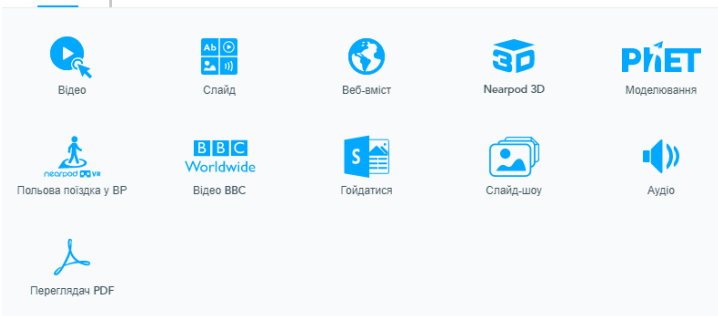 Ab
3D
PhET
Відео
Слайд
Веб-вміст
Nearpod 3D
Моделювання
nearpod VR
BBC
Worldwide
S
Польова поїздка у ВР
Відео BBC
Гойдатися
Слайд-шоу
Аудіо
Переглядач PDF